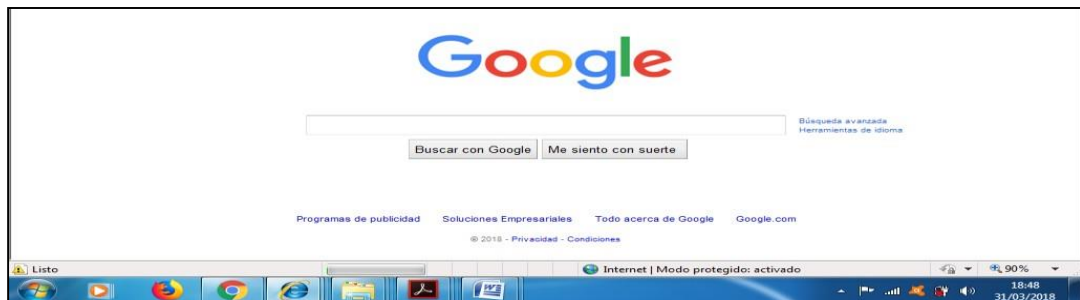 Google
Búsqueda avanzada
Herramientas de idioma
Buscar con Google Me siento con suerte
Programas de publicidad Soluciones Empresariales Todo acerca de Google Google.com
© 2018 - Privacidad - Condiciones
Listo Internet | Modo protegido: activado 90%
18:48
31/03/2018